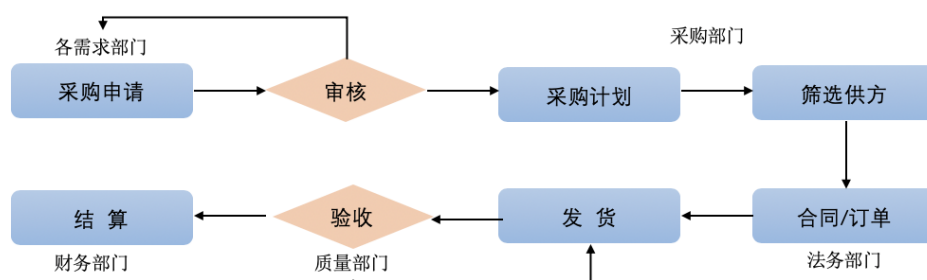 采购部门
各需求部门
采购申请
审核
采购计划
筛选供方
结 算
验收
发 货
合同/订单
财务部门
质量部门
法务部门